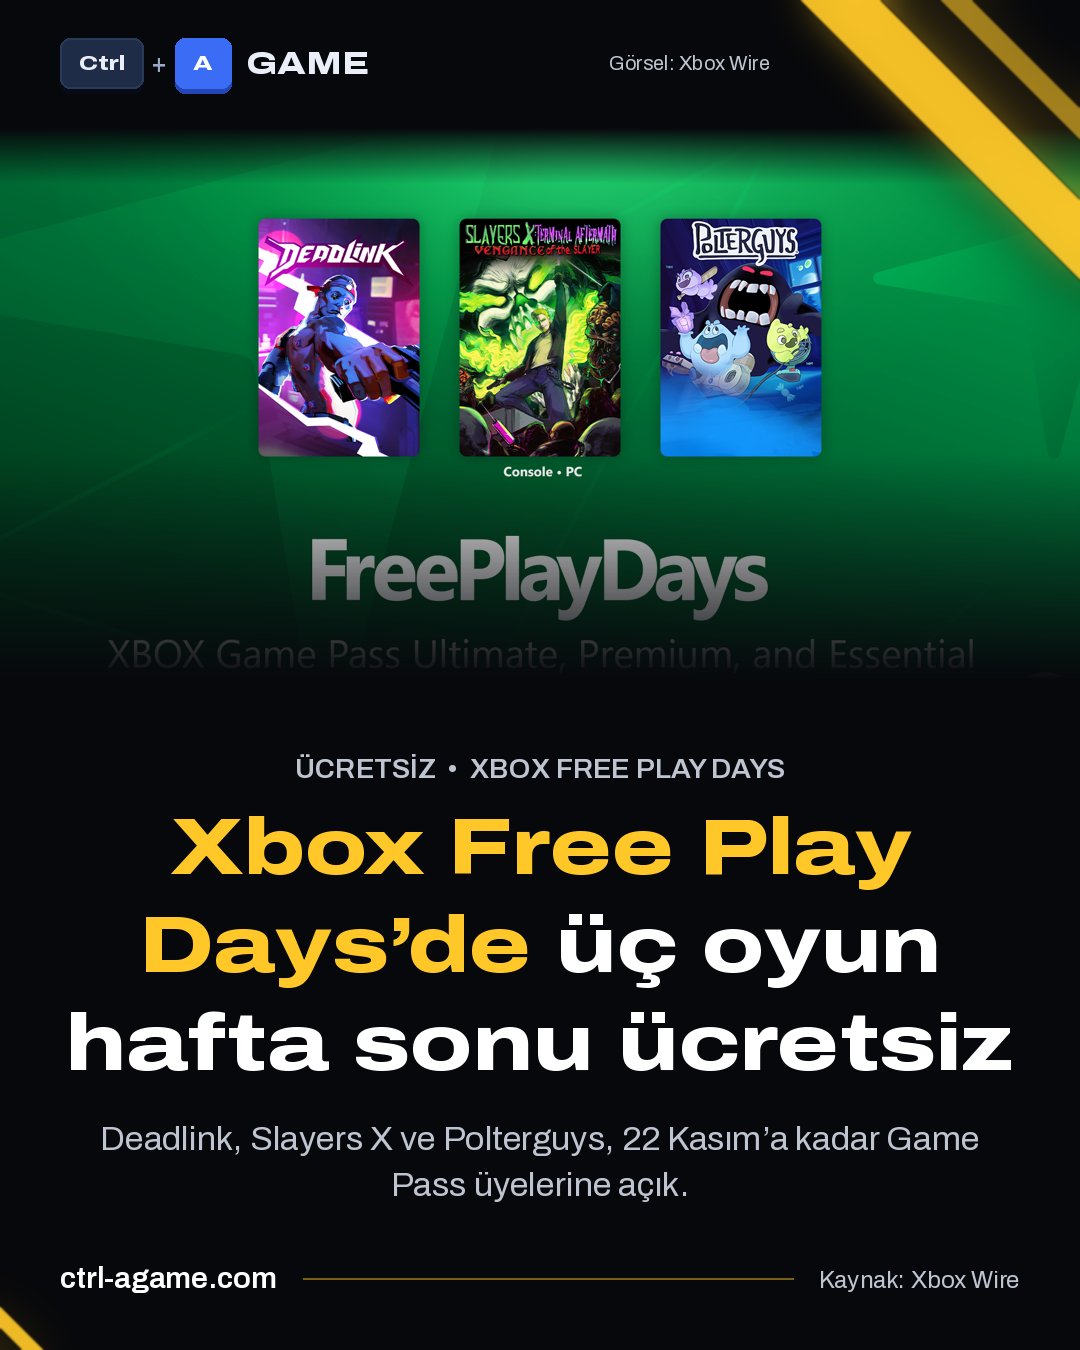 Ctrl + A GAME
Görsel: Xbox Wire
DEADLINK
SLAYERS X TERMINAL AFTERMATH
VENGANCE of the SLAYER
POLTERGUYS
Console • PC
FreePlayDays
XBOX Game Pass Ultimate, Premium, and Essential
ÜCRETSİZ • XBOX FREE PLAY DAYS
Xbox Free Play
Days’de üç oyun
hafta sonu ücretsiz
Deadlink, Slayers X ve Polterguys, 22 Kasım’a kadar Game
Pass üyelerine açık.
ctrl-agame.com
Kaynak: Xbox Wire